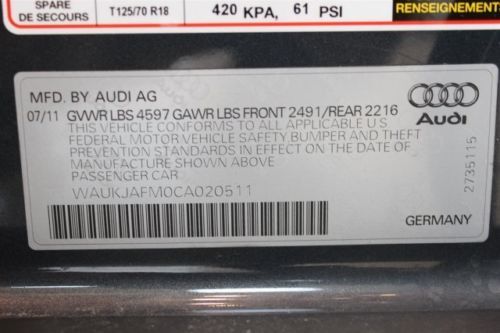 SPARE
DE SECOURS
T125/70 R18
420 KPA, 61 PSI
RENSEIGNEMENTS
MFD. BY AUDI AG
07/11 GVWR LBS 4597 GAWR LBS FRONT 2491/REAR 2216
THIS VEHICLE CONFORMS TO ALL APPLICABLE U S
FEDERAL MOTOR VEHICLE SAFETY BUMPER AND THEFT
PREVENTION STANDARDS IN EFFECT ON THE DATE OF
MANUFACTURE SHOWN ABOVE
PASSENGER CAR
WAUKJAFM0CA020511
Audi
2735115
GERMANY